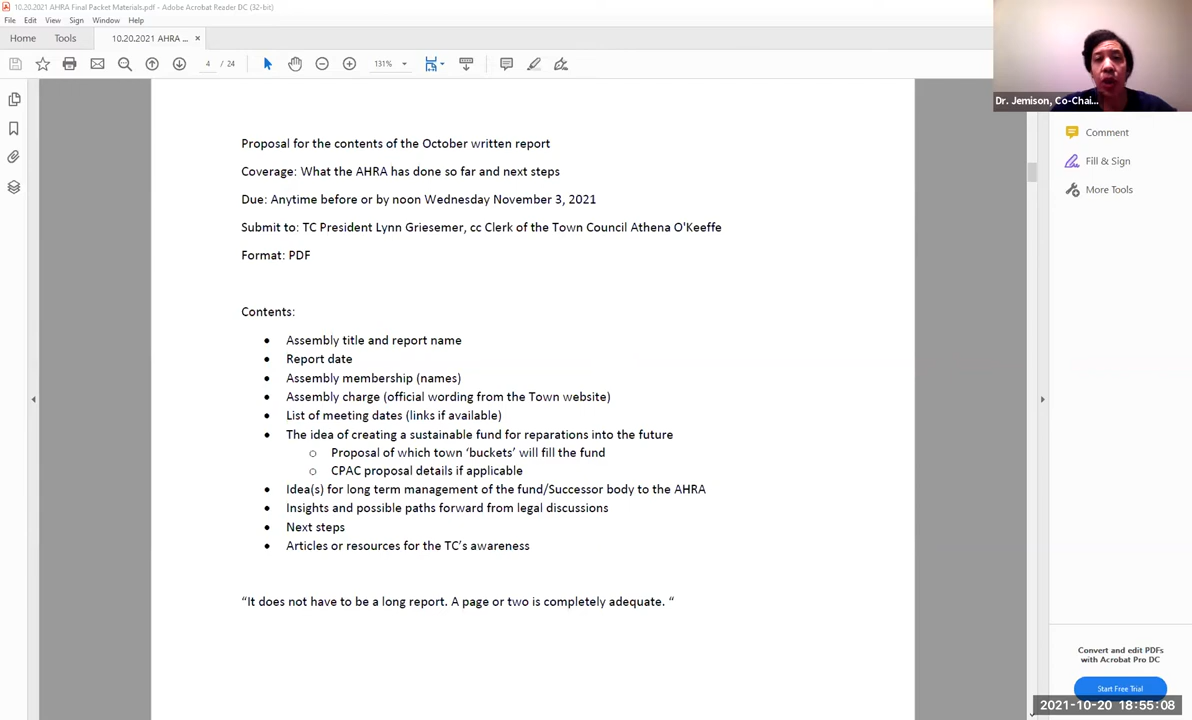 10.20.2021 AHRA Final Packet Materials.pdf - Adobe Acrobat Reader DC (32-bit)
File Edit View Sign Window Help
Home Tools 10.20.2021 AHRA ... ×
4 / 24 131%
Dr. Jemison, Co-Chai...
Comment
Fill & Sign
More Tools
Proposal for the contents of the October written report
Coverage: What the AHRA has done so far and next steps
Due: Anytime before or by noon Wednesday November 3, 2021
Submit to: TC President Lynn Griesemer, cc Clerk of the Town Council Athena O'Keeffe
Format: PDF
Contents:
• Assembly title and report name
• Report date
• Assembly membership (names)
• Assembly charge (official wording from the Town website)
• List of meeting dates (links if available)
• The idea of creating a sustainable fund for reparations into the future
○ Proposal of which town ‘buckets’ will fill the fund
○ CPAC proposal details if applicable
• Idea(s) for long term management of the fund/Successor body to the AHRA
• Insights and possible paths forward from legal discussions
• Next steps
• Articles or resources for the TC’s awareness
“It does not have to be a long report. A page or two is completely adequate. “
Convert and edit PDFs
with Acrobat Pro DC
Start Free Trial
2021-10-20 18:55:08